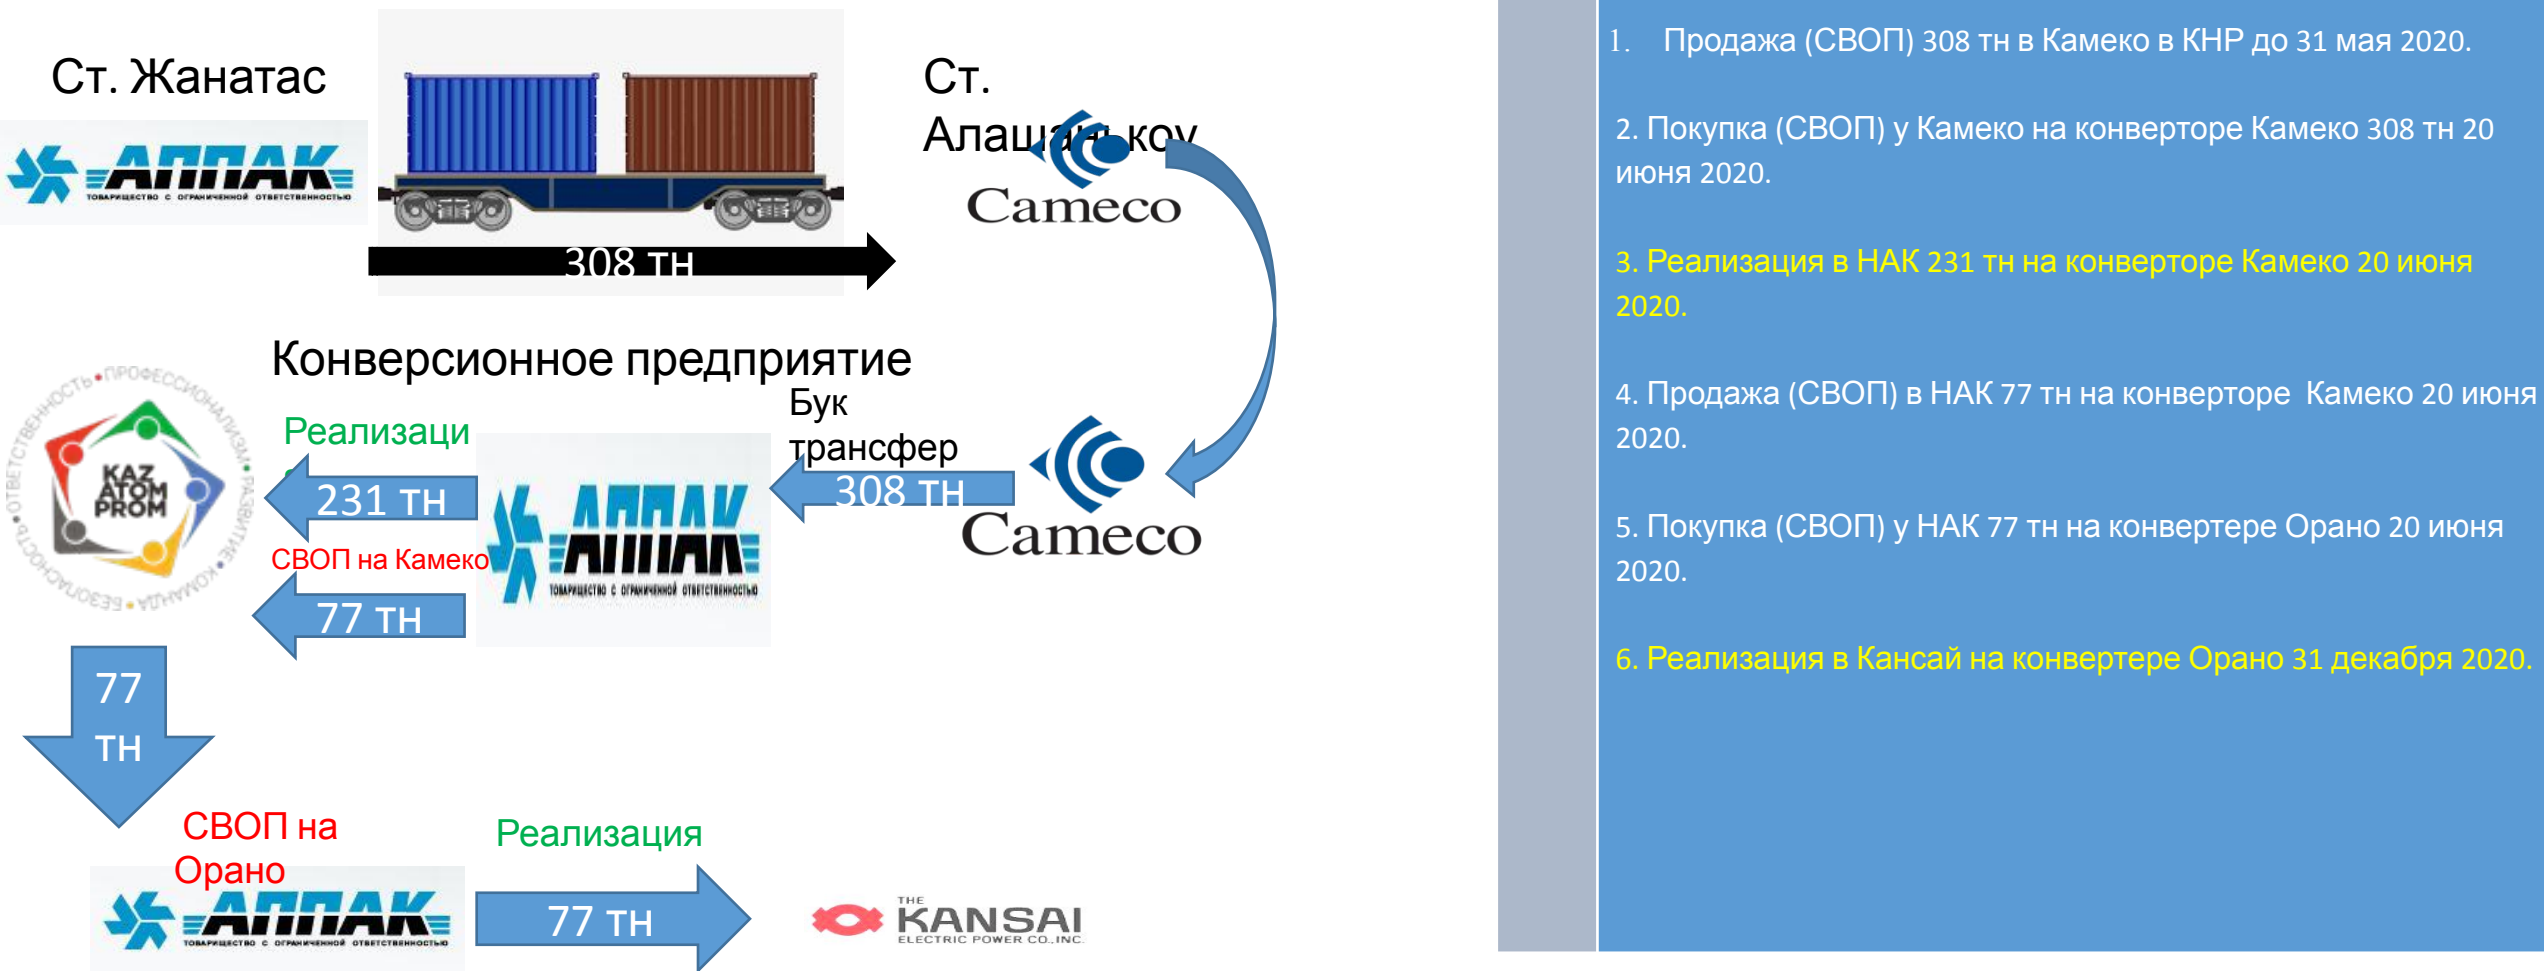 Ст. Жанатас
АППАК
ТОВАРИЩЕСТВО С ОГРАНИЧЕННОЙ ОТВЕТСТВЕННОСТЬЮ
308 тн
Ст.
Алашанькоу
Cameco
Конверсионное предприятие
ОТВЕТСТВЕННОСТЬ • ПРОФЕССИОНАЛИЗМ • РАЗВИТИЕ • КОМАНДА • БЕЗОПАСНОСТЬ •
KAZ
ATOM
PROM
Реализаци
231 тн
СВОП на Камеко
77 тн
АППАК
ТОВАРИЩЕСТВО С ОГРАНИЧЕННОЙ ОТВЕТСТВЕННОСТЬЮ
Бук
трансфер
308 тн
Cameco
77
тн
СВОП на
Орано
АППАК
ТОВАРИЩЕСТВО С ОГРАНИЧЕННОЙ ОТВЕТСТВЕННОСТЬЮ
Реализация
77 тн
THE
KANSAI
ELECTRIC POWER CO., INC.
1. Продажа (СВОП) 308 тн в Камеко в КНР до 31 мая 2020.
2. Покупка (СВОП) у Камеко на конверторе Камеко 308 тн 20
июня 2020.
3. Реализация в НАК 231 тн на конверторе Камеко 20 июня
2020.
4. Продажа (СВОП) в НАК 77 тн на конверторе Камеко 20 июня
2020.
5. Покупка (СВОП) у НАК 77 тн на конвертере Орано 20 июня
2020.
6. Реализация в Кансай на конвертере Орано 31 декабря 2020.